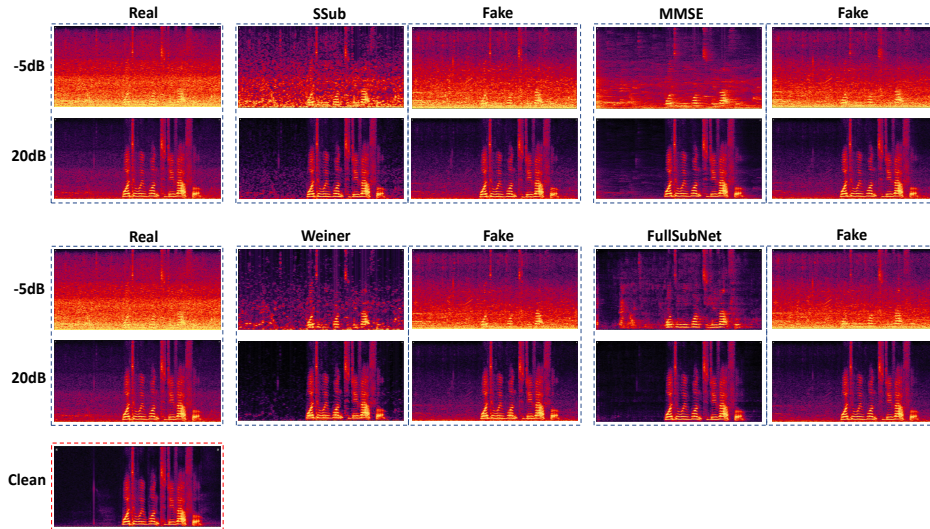 Real SSub Fake MMSE Fake
-5dB
20dB
Real Weiner Fake FullSubNet Fake
-5dB
20dB
Clean